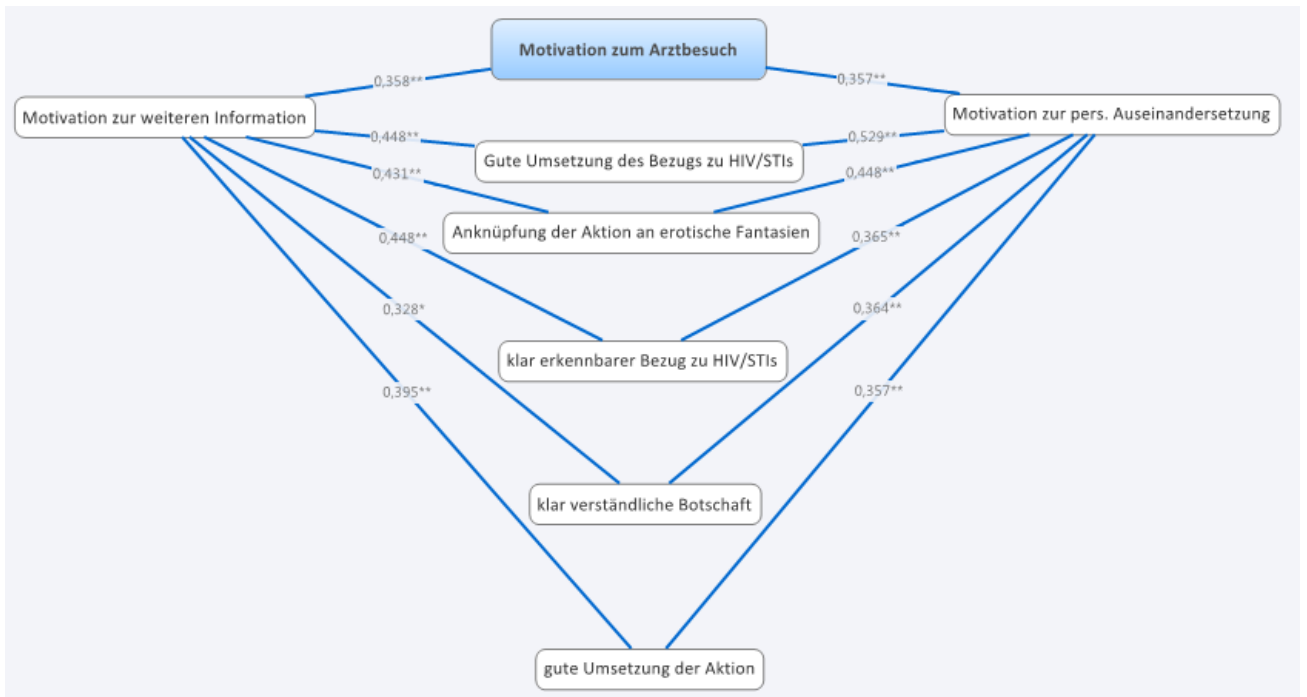 Motivation zum Arztbesuch
0,358**
0,357**
Motivation zur weiteren Information
Motivation zur pers. Auseinandersetzung
0,448**
0,529**
Gute Umsetzung des Bezugs zu HIV/STIs
0,431**
0,448**
Anknüpfung der Aktion an erotische Fantasien
0,448**
0,365**
0,328*
0,364**
klar erkennbarer Bezug zu HIV/STIs
0,395**
0,357**
klar verständliche Botschaft
gute Umsetzung der Aktion